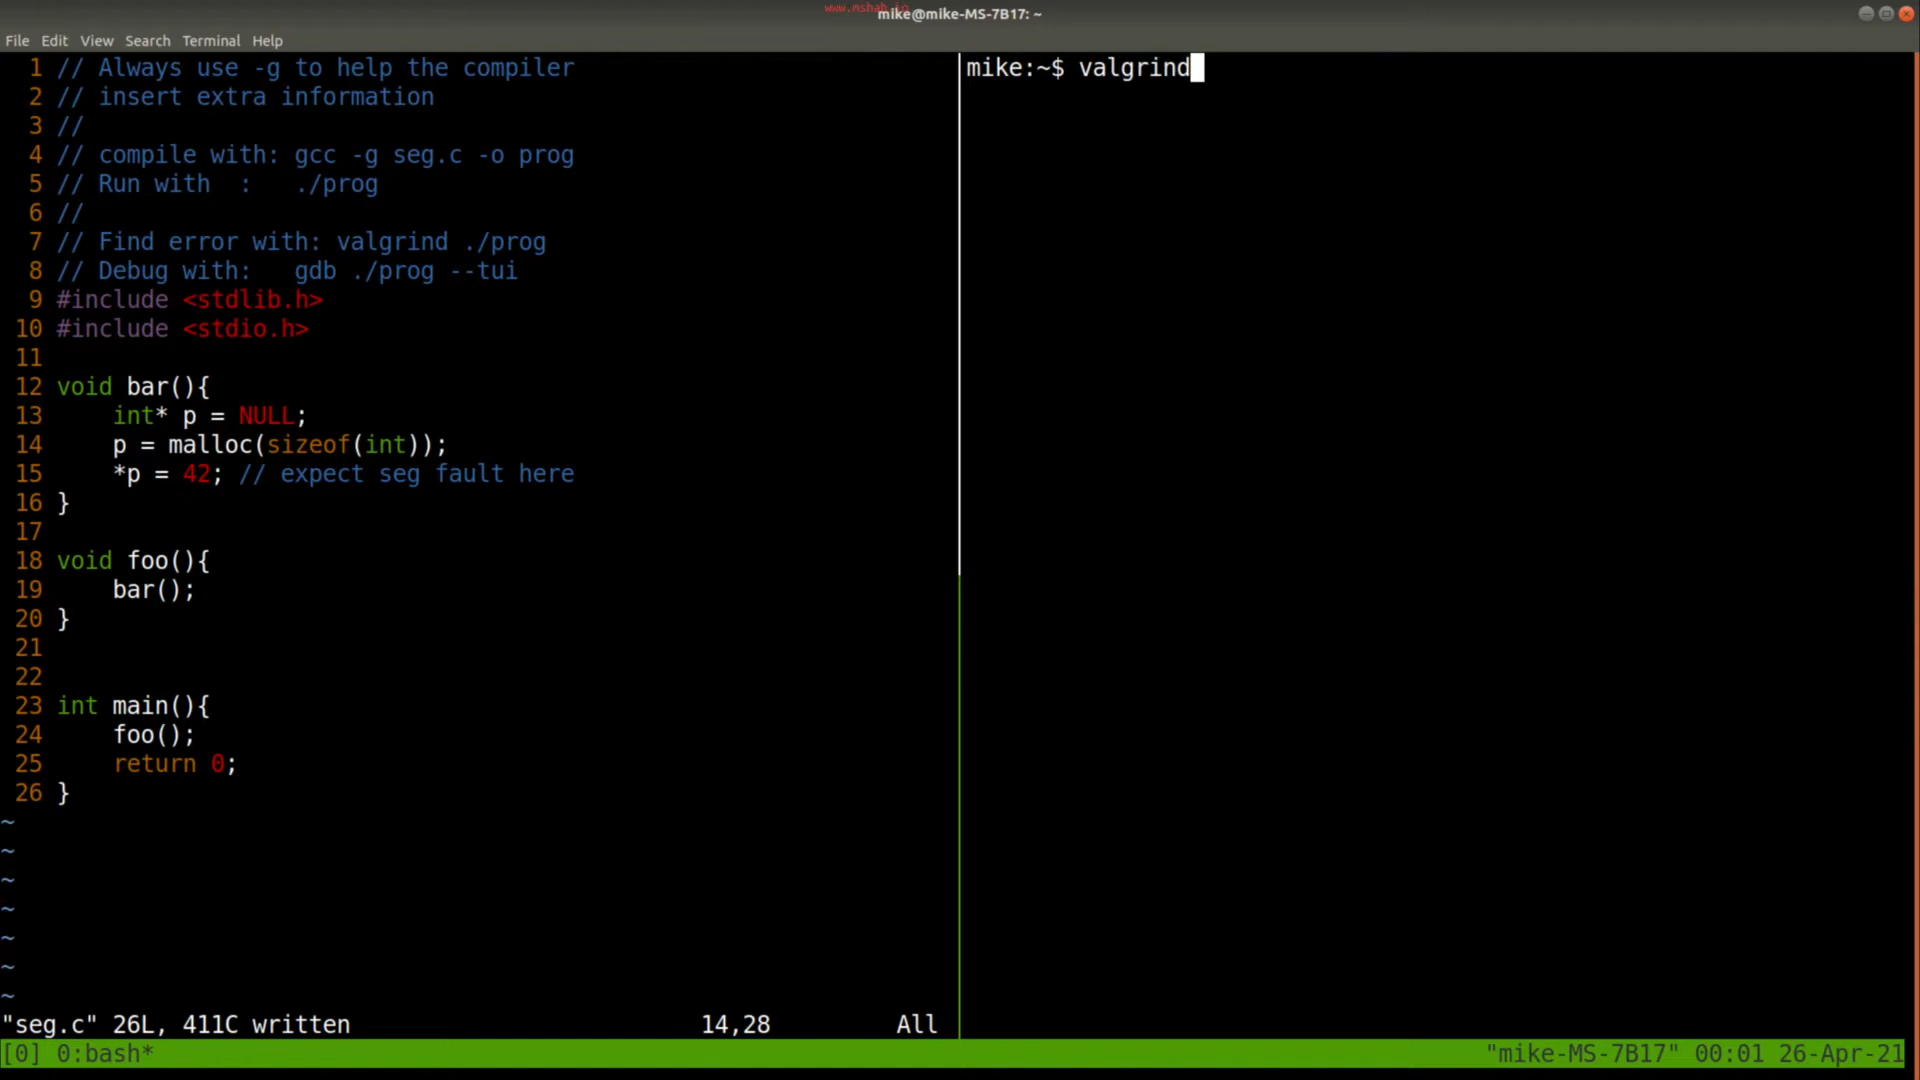 www.mshah.io
mike@mike-MS-7B17: ~
File Edit View Search Terminal Help
1 // Always use -g to help the compiler
2 // insert extra information
3 //
4 // compile with: gcc -g seg.c -o prog
5 // Run with  :   ./prog
6 //
7 // Find error with: valgrind ./prog
8 // Debug with:   gdb ./prog --tui
9 #include <stdlib.h>
10 #include <stdio.h>
11
12 void bar(){
13     int* p = NULL;
14     p = malloc(sizeof(int));
15     *p = 42; // expect seg fault here
16 }
17
18 void foo(){
19     bar();
20 }
21
22
23 int main(){
24     foo();
25     return 0;
26 }
~
~
~
~
~
~
~
"seg.c" 26L, 411C written 14,28 All
mike:~$ valgrind
[0] 0:bash* "mike-MS-7B17" 00:01 26-Apr-21